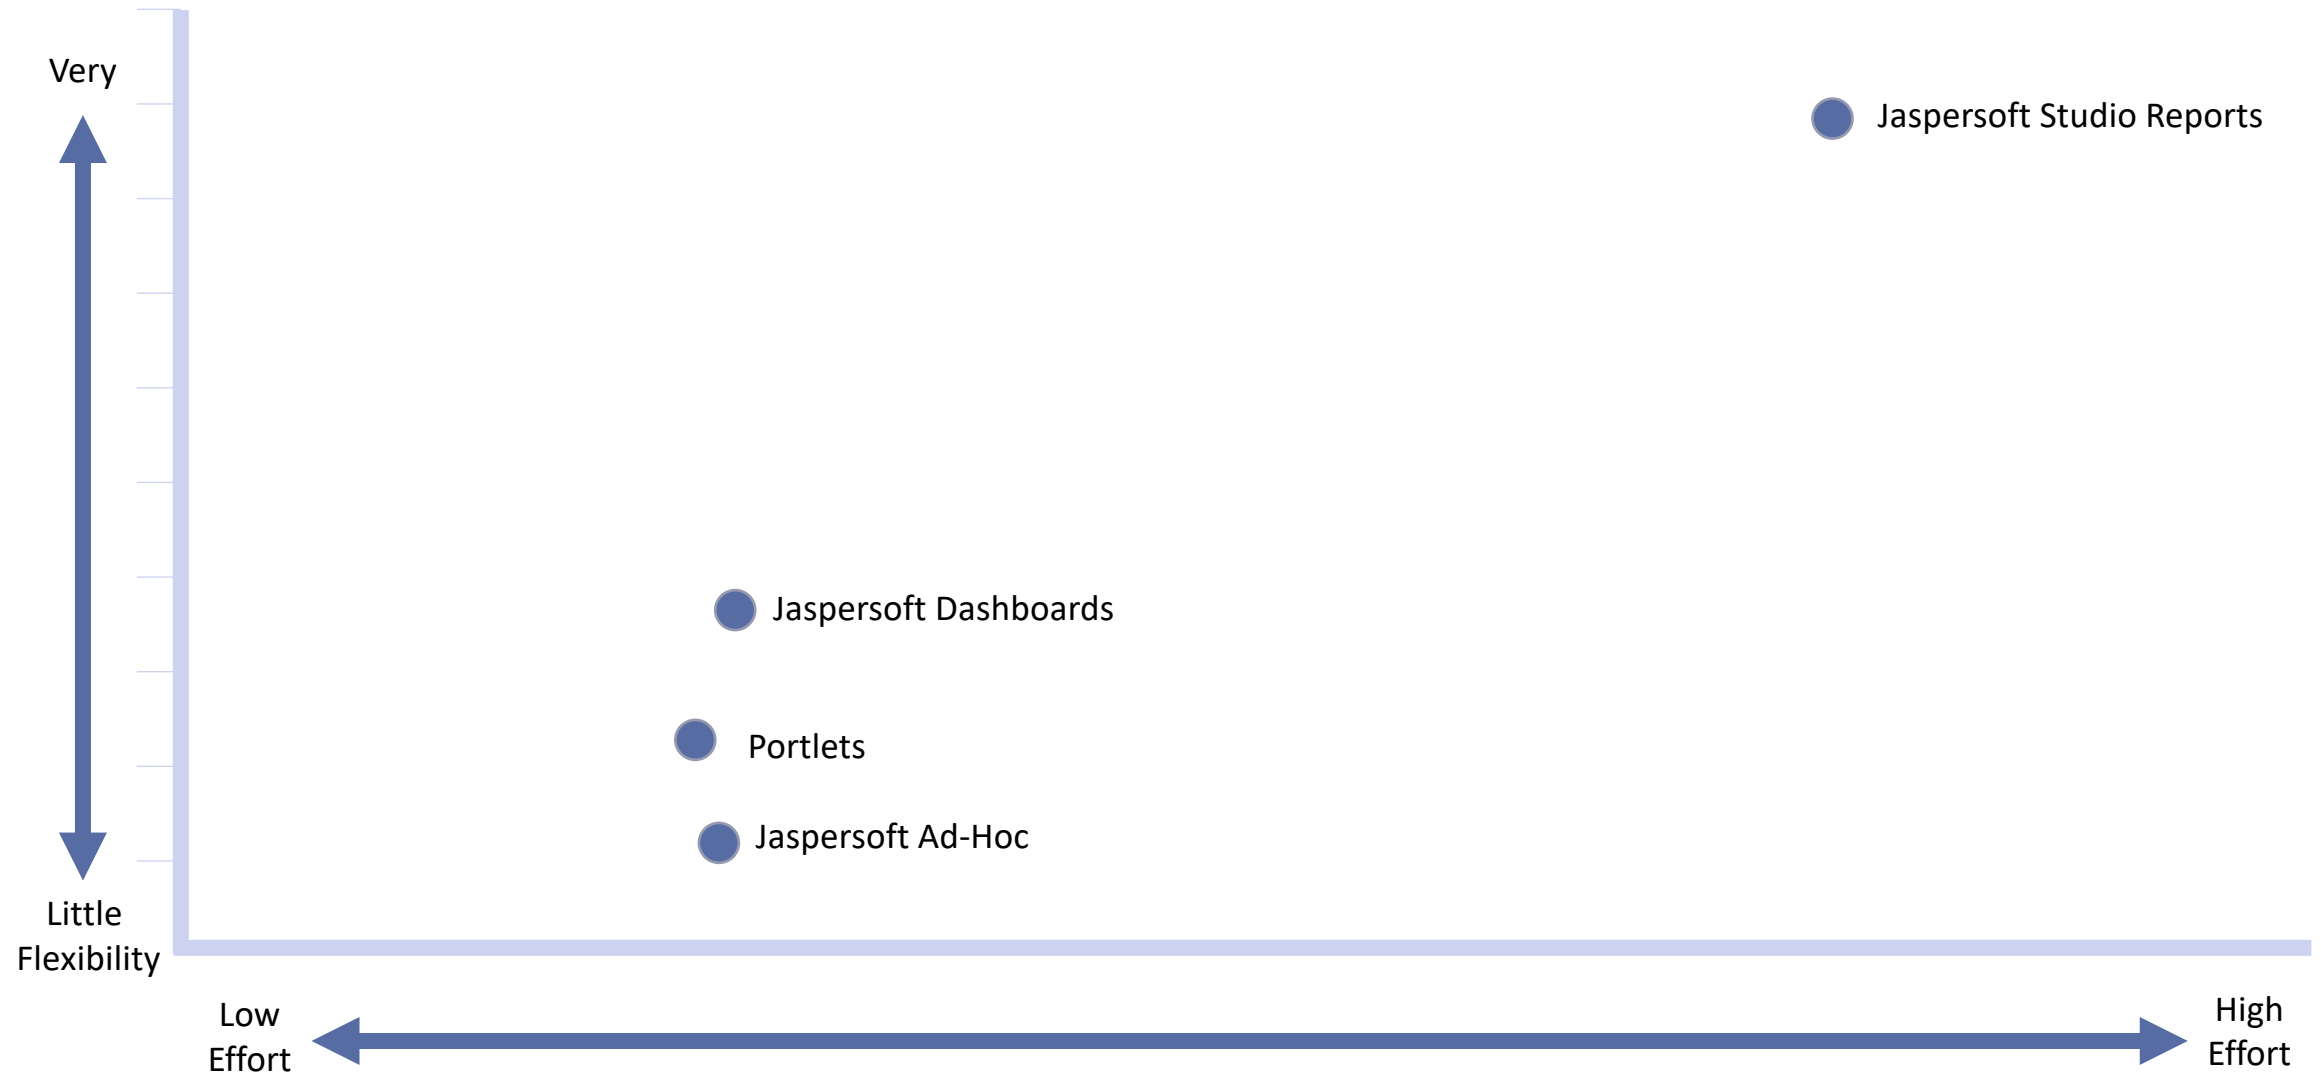 Very
Jaspersoft Studio Reports
Jaspersoft Dashboards
Portlets
Jaspersoft Ad-Hoc
Little
Flexibility
Low
Effort
High
Effort